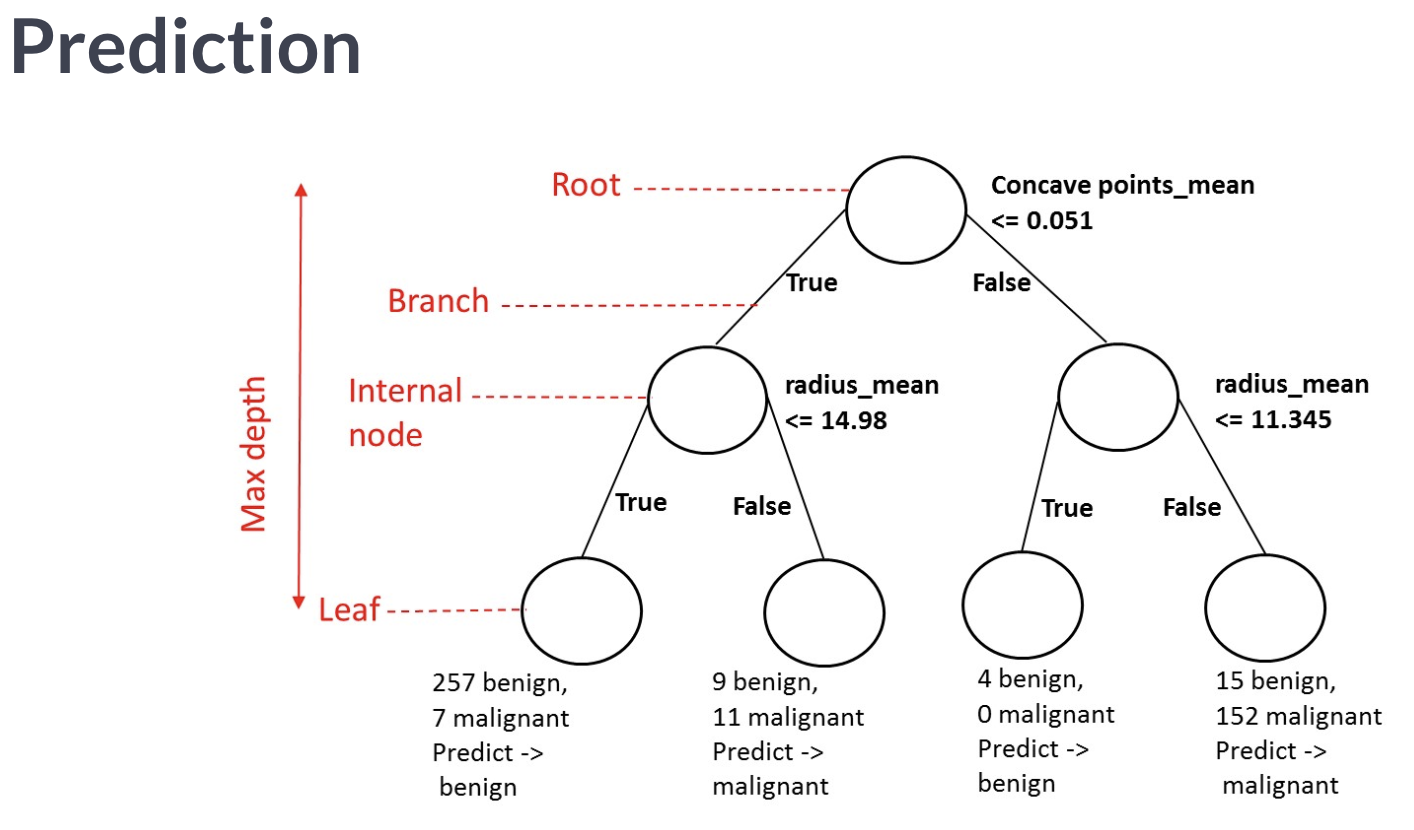 Prediction
Root
Concave points_mean
<= 0.051
True
False
Branch
Max depth
Internal
node
radius_mean
<= 14.98
radius_mean
<= 11.345
True
False
True
False
Leaf
257 benign,
7 malignant
Predict ->
benign
9 benign,
11 malignant
Predict ->
malignant
4 benign,
0 malignant
Predict ->
benign
15 benign,
152 malignant
Predict ->
malignant